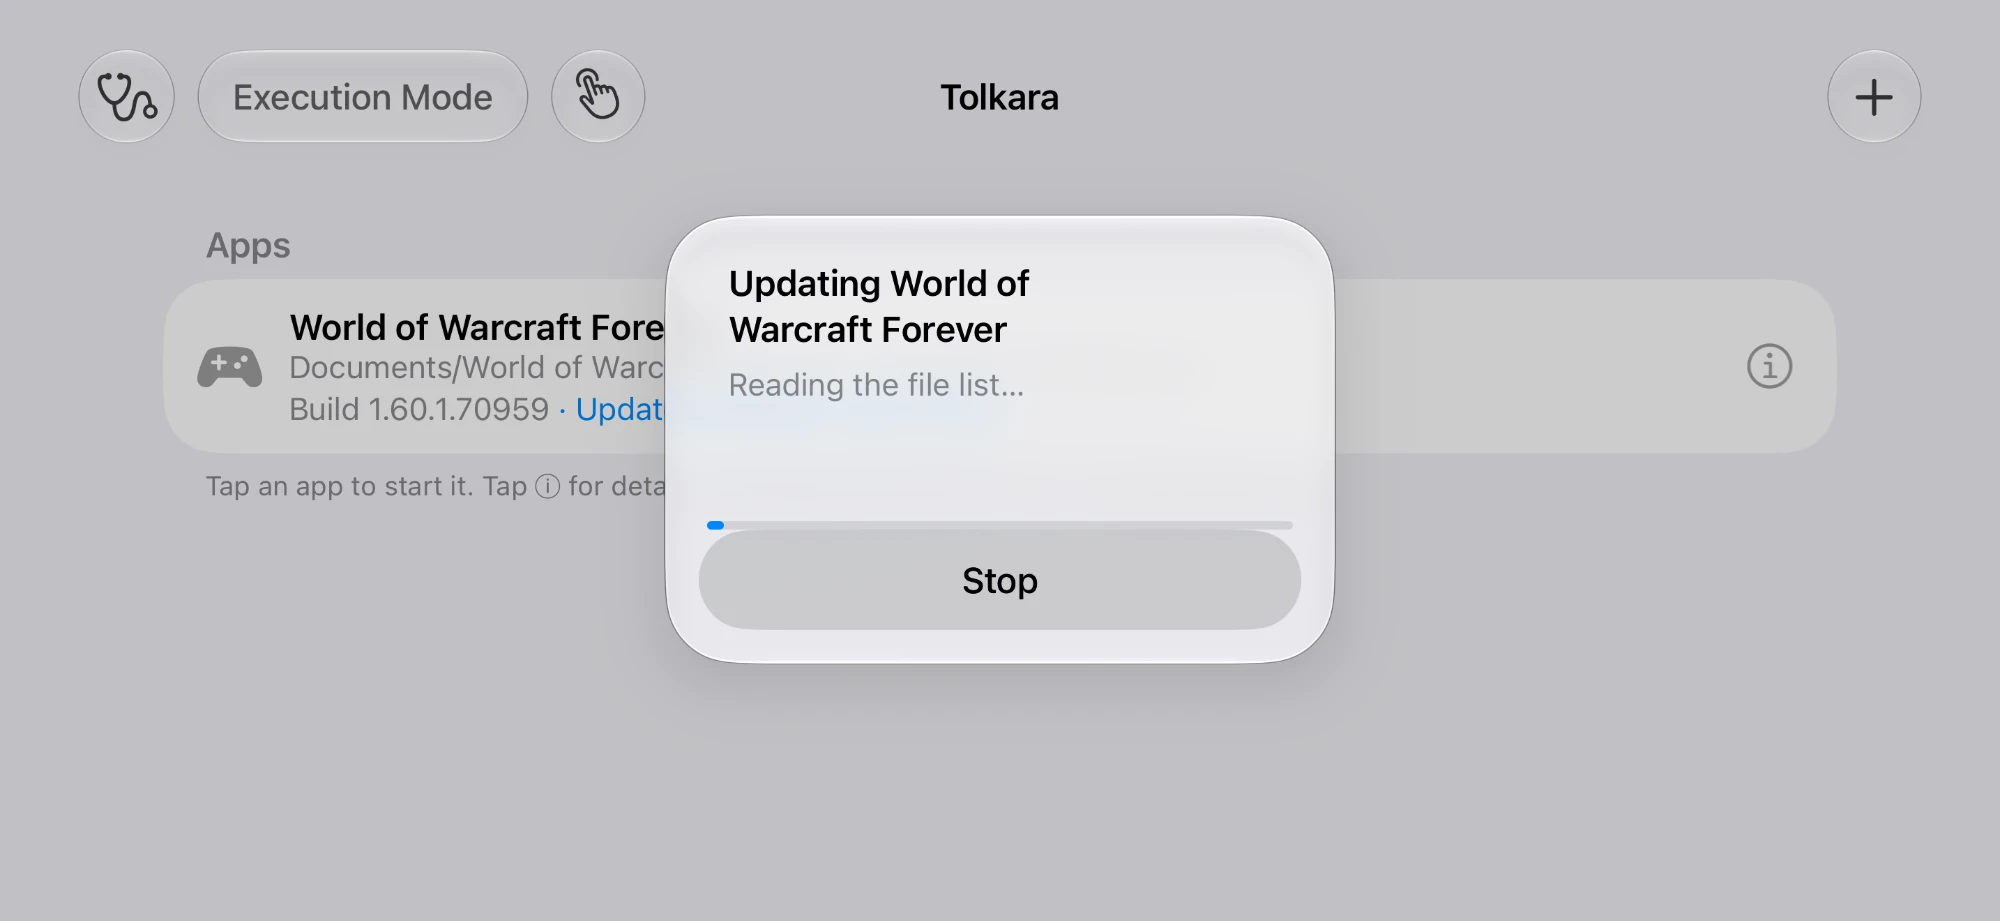 Execution Mode
Tolkara
Apps
World of Warcraft Fore
Documents/World of Warc
Build 1.60.1.70959 · Updat
Tap an app to start it. Tap ⓘ for deta
Updating World of
Warcraft Forever
Reading the file list...
Stop